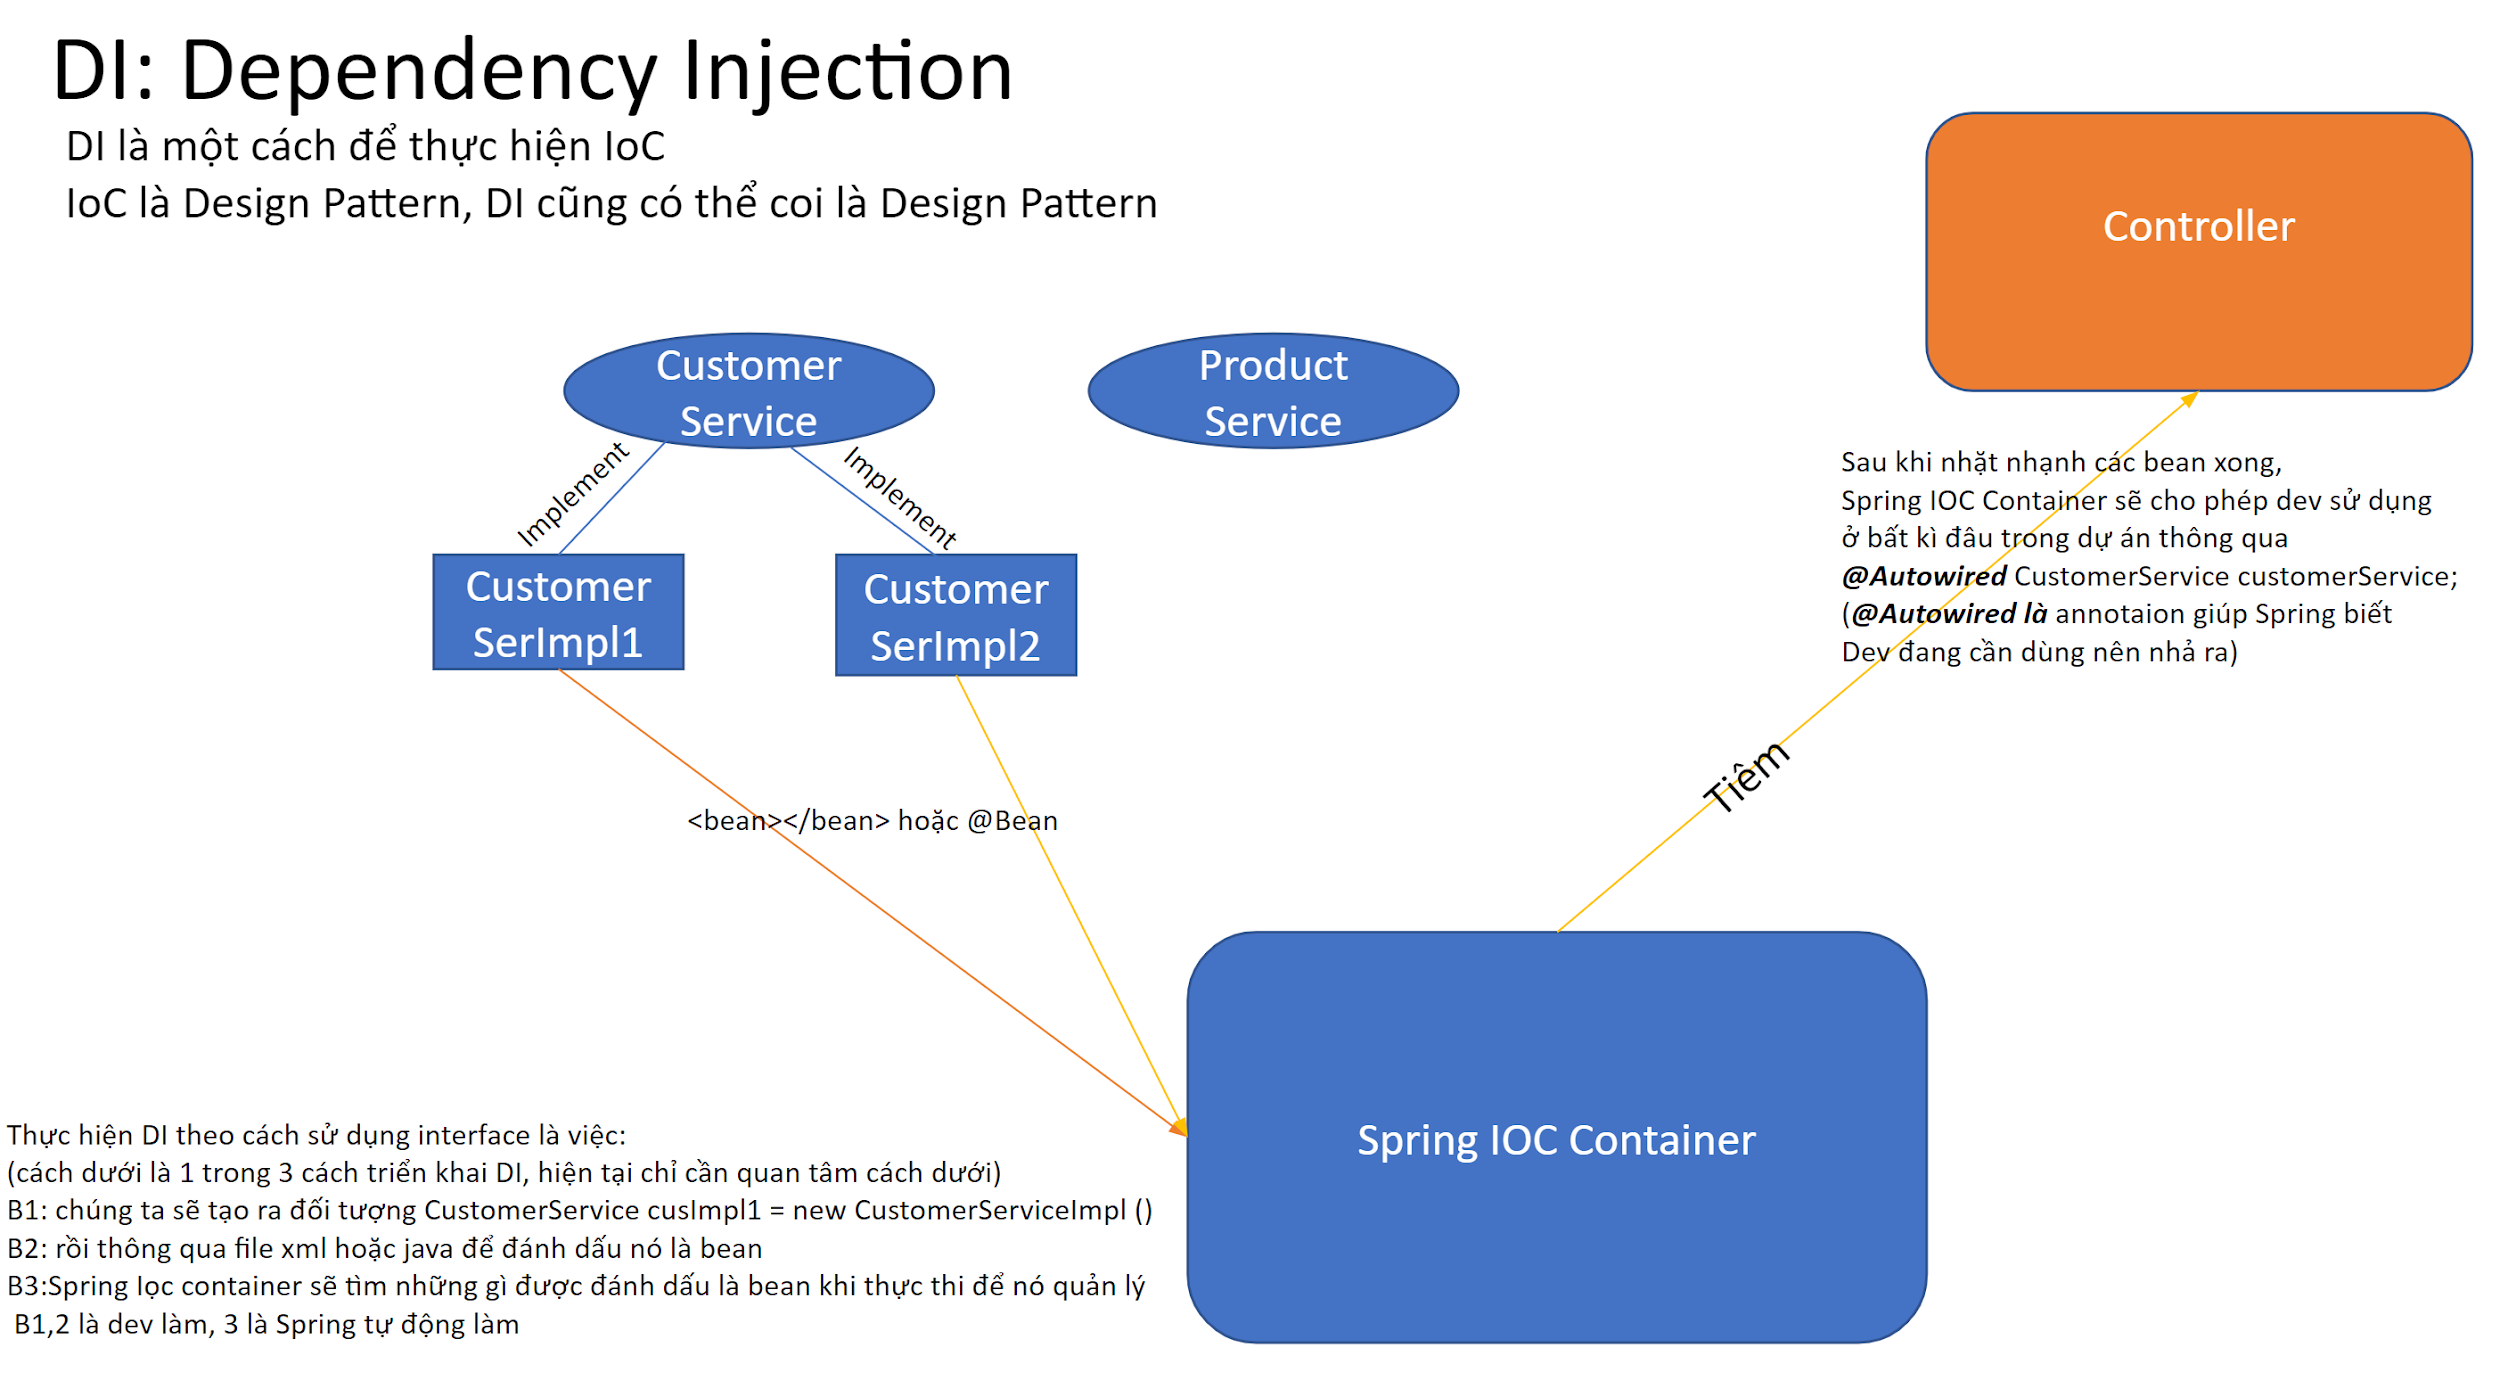 DI: Dependency Injection
DI là một cách để thực hiện IoC
IoC là Design Pattern, DI cũng có thể coi là Design Pattern
Controller
Customer
Service
Product
Service
Implement
Implement
Customer
SerImpl1
Customer
SerImpl2
Sau khi nhặt nhạnh các bean xong,
Spring IOC Container sẽ cho phép dev sử dụng
ở bất kì đâu trong dự án thông qua
@Autowired CustomerService customerService;
(@Autowired là annotaion giúp Spring biết
Dev đang cần dùng nên nhả ra)
Tiêm
<bean></bean> hoặc @Bean
Spring IOC Container
Thực hiện DI theo cách sử dụng interface là việc:
(cách dưới là 1 trong 3 cách triển khai DI, hiện tại chỉ cần quan tâm cách dưới)
B1: chúng ta sẽ tạo ra đối tượng CustomerService cusImpl1 = new CustomerServiceImpl ()
B2: rồi thông qua file xml hoặc java để đánh dấu nó là bean
B3:Spring Ioc container sẽ tìm những gì được đánh dấu là bean khi thực thi để nó quản lý
B1,2 là dev làm, 3 là Spring tự động làm